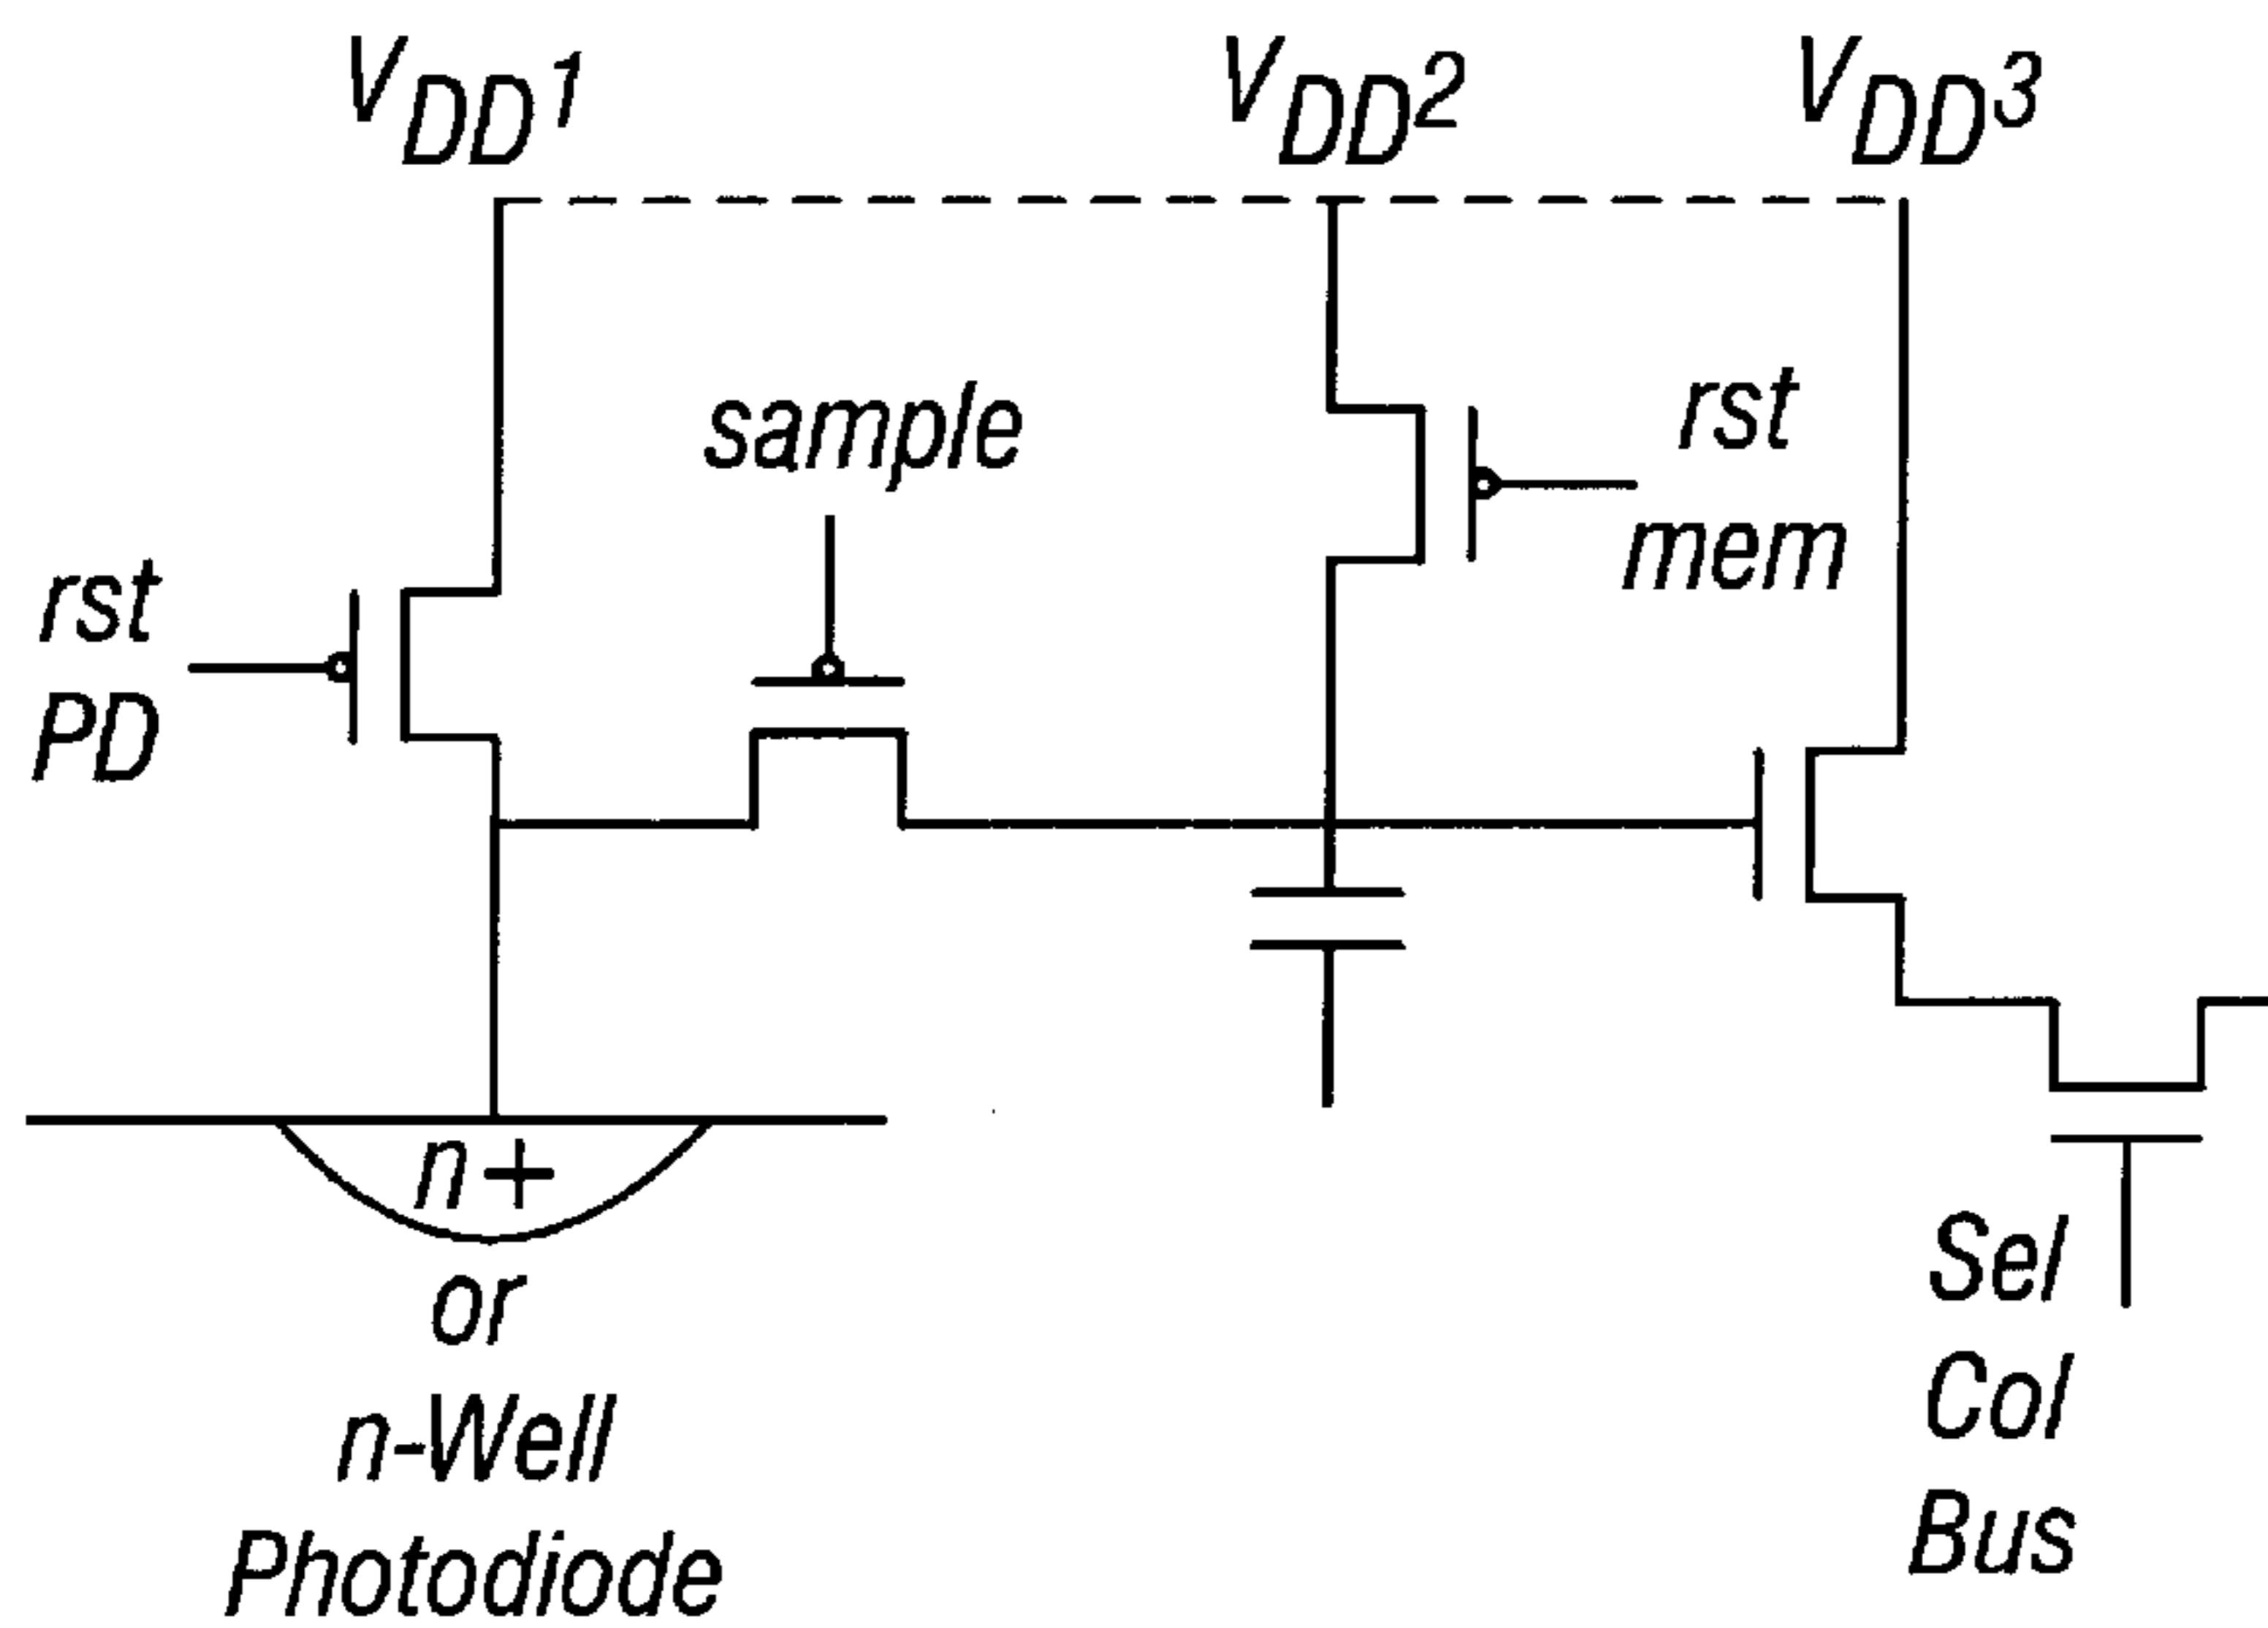 VDD1
VDD2
VDD3
sample
rst
mem
rst
PD
n+
or
n-Well
Photodiode
Sel
Col
Bus